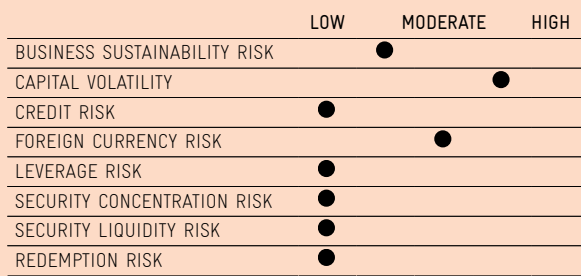 LOW MODERATE HIGH
BUSINESS SUSTAINABILITY RISK
CAPITAL VOLATILITY
CREDIT RISK
FOREIGN CURRENCY RISK
LEVERAGE RISK
SECURITY CONCENTRATION RISK
SECURITY LIQUIDITY RISK
REDEMPTION RISK